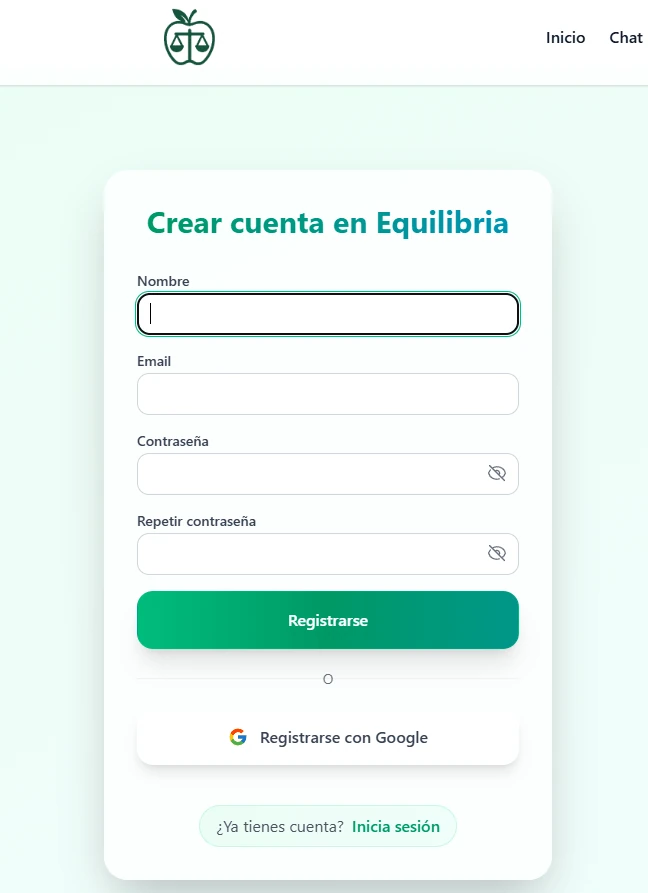 Inicio Chat
Crear cuenta en Equilibria
Nombre
Email
Contraseña
Repetir contraseña
Registrarse
O
Registrarse con Google
¿Ya tienes cuenta? Inicia sesión